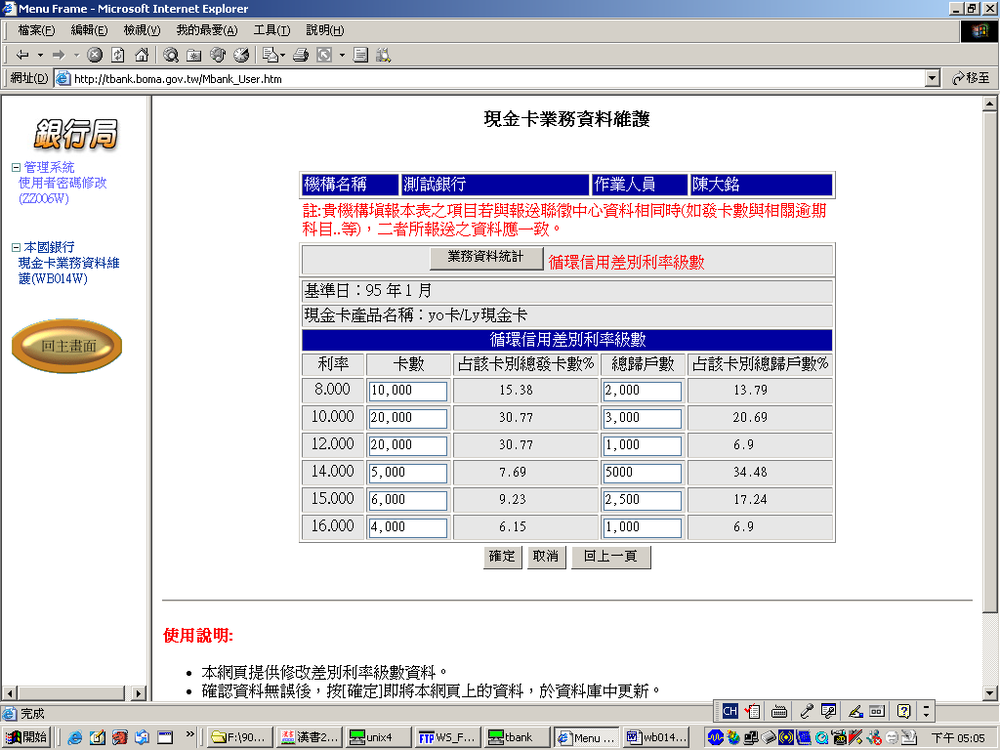 Menu Frame - Microsoft Internet Explorer
檔案(F) 編輯(E) 檢視(V) 我的最愛(A) 工具(T) 說明(H)
網址(D) http://tbank.boma.gov.tw/Mbank_User.htm 移至
銀行局
管理系統
使用者密碼修改
(ZZ006W)
本國銀行
現金卡業務資料維
護(WB014W)
回主畫面
現金卡業務資料維護
機構名稱 測試銀行 作業人員 陳大銘
註:貴機構填報本表之項目若與報送聯徵中心資料相同時(如發卡數與相關逾期
科目..等)，二者所報送之資料應一致。
業務資料統計 循環信用差別利率級數
基準日：95 年 1 月
現金卡產品名稱：yo卡/Ly現金卡
循環信用差別利率級數
利率 卡數 占該卡別總發卡數% 總歸戶數 占該卡別總歸戶數%
8.000 10,000 15.38 2,000 13.79
10.000 20,000 30.77 3,000 20.69
12.000 20,000 30.77 1,000 6.9
14.000 5,000 7.69 5000 34.48
15.000 6,000 9.23 2,500 17.24
16.000 4,000 6.15 1,000 6.9
確定 取消 回上一頁
使用說明:
• 本網頁提供修改差別利率級數資料。
• 確認資料無誤後，按[確定]即將本網頁上的資料，於資料庫中更新。
完成
CH
開始 F:\90... 漢書2... unix4 WS_F... tbank Menu ... wb014... 下午 05:05